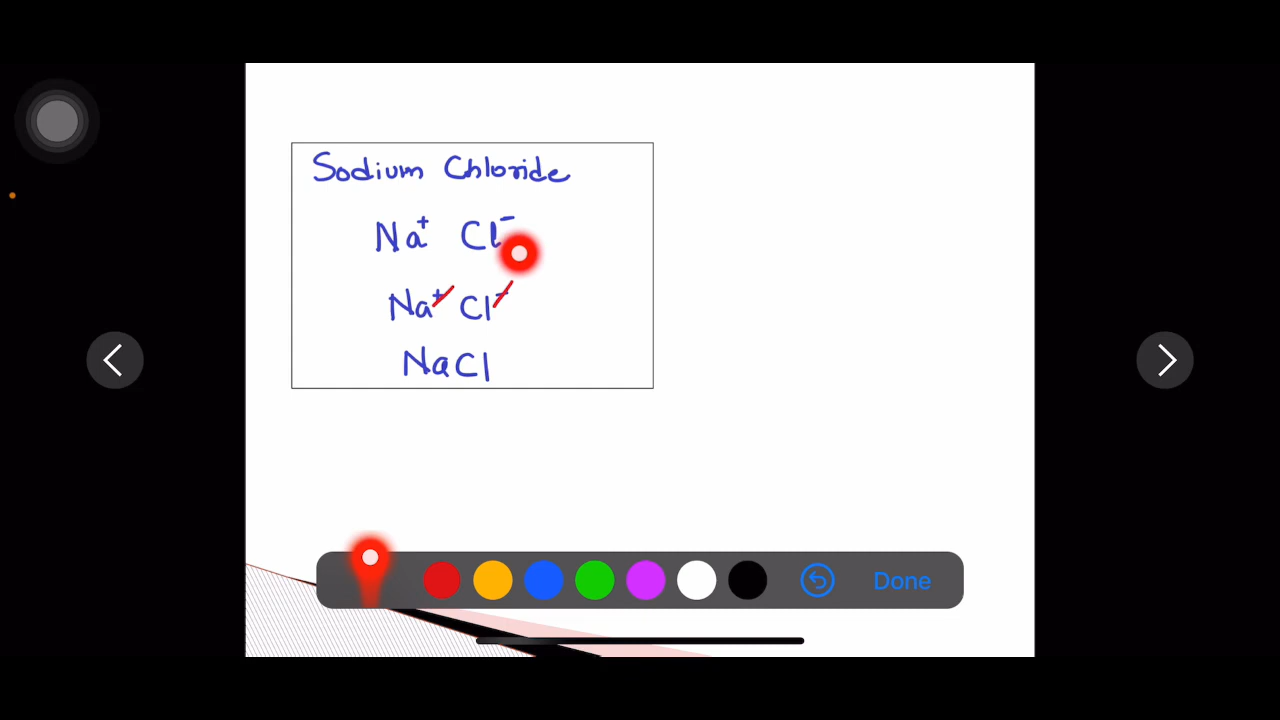 Sodium Chloride
Na⁺ Cl⁻
Na⁺ Cl⁻
NaCl
Done